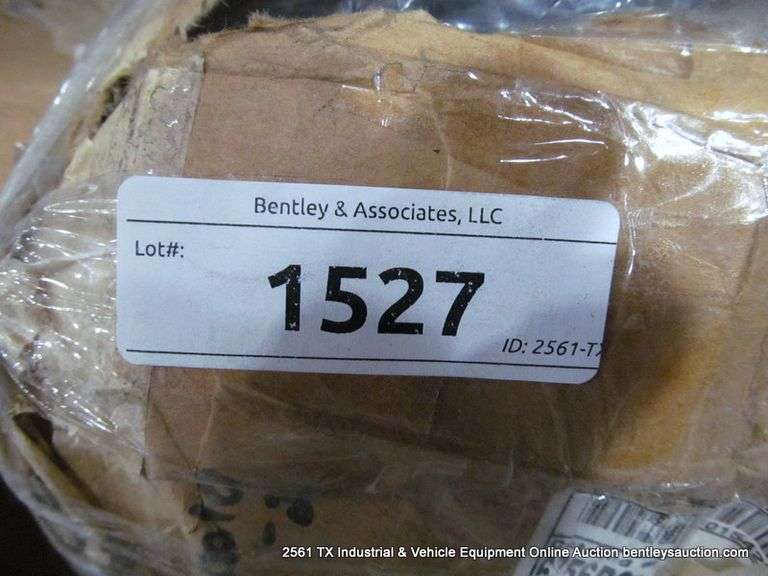 Bentley & Associates, LLC
Lot#:
1527
ID: 2561-TX
2561 TX Industrial & Vehicle Equipment Online Auction bentleysauction.com